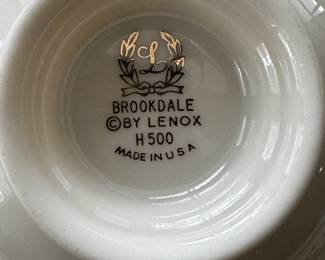 L
BROOKDALE
© BY LENOX
H500
MADE IN USA